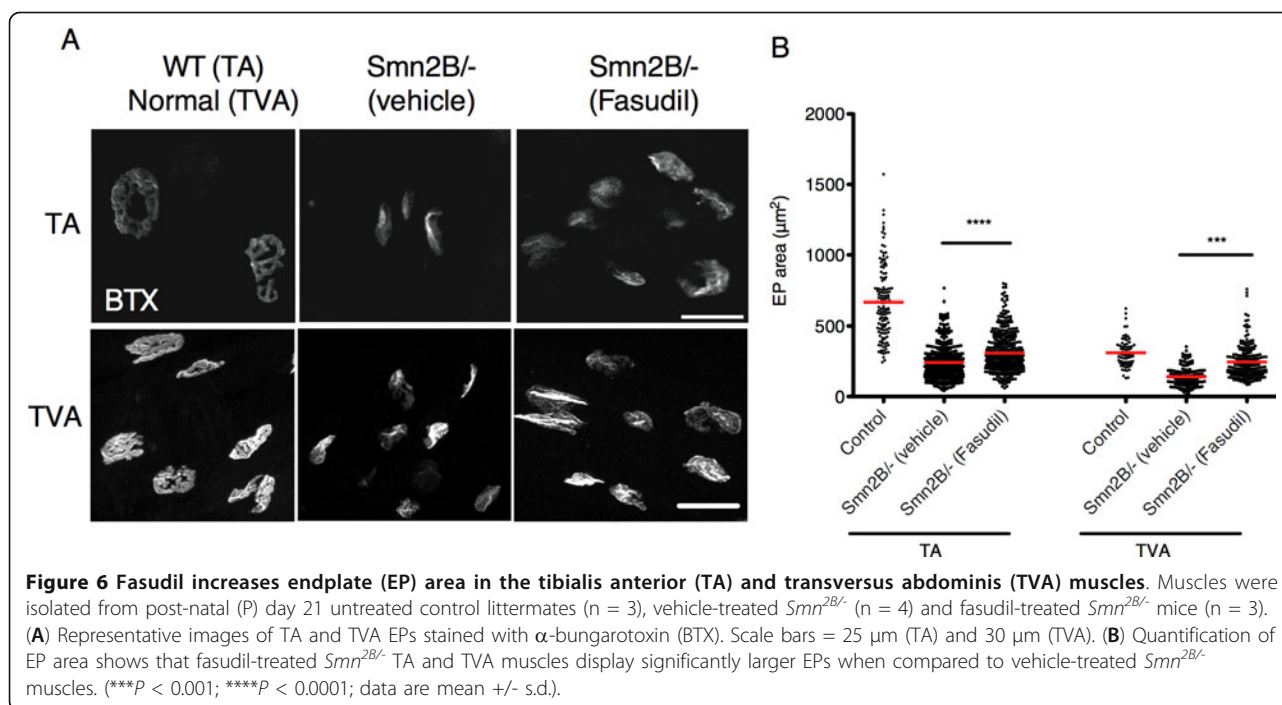 A
WT (TA)
Normal (TVA)
Smn2B/-
(vehicle)
Smn2B/-
(Fasudil)
TA
BTX
TVA
B
EP area (µm²)
2000
1500
1000
500
0
****
***
Control
Smn2B/- (vehicle)
Smn2B/- (Fasudil)
Control
Smn2B/- (vehicle)
Smn2B/- (Fasudil)
TA
TVA
Figure 6 Fasudil increases endplate (EP) area in the tibialis anterior (TA) and transversus abdominis (TVA) muscles. Muscles were
isolated from post-natal (P) day 21 untreated control littermates (n = 3), vehicle-treated Smn²ᴮ/⁻ (n = 4) and fasudil-treated Smn²ᴮ/⁻ mice (n = 3).
(A) Representative images of TA and TVA EPs stained with α-bungarotoxin (BTX). Scale bars = 25 µm (TA) and 30 µm (TVA). (B) Quantification of
EP area shows that fasudil-treated Smn²ᴮ/⁻ TA and TVA muscles display significantly larger EPs when compared to vehicle-treated Smn²ᴮ/⁻
muscles. (***P < 0.001; ****P < 0.0001; data are mean +/- s.d.).